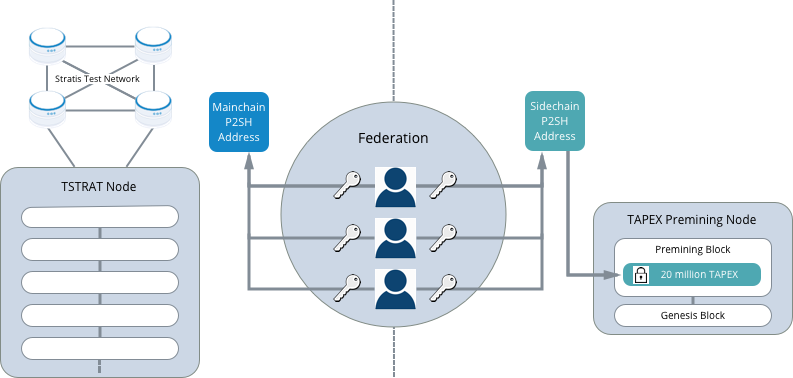 Stratis Test Network
TSTRAT Node
Mainchain
P2SH
Address
Federation
Sidechain
P2SH
Address
TAPEX Premining Node
Premining Block
20 million TAPEX
Genesis Block